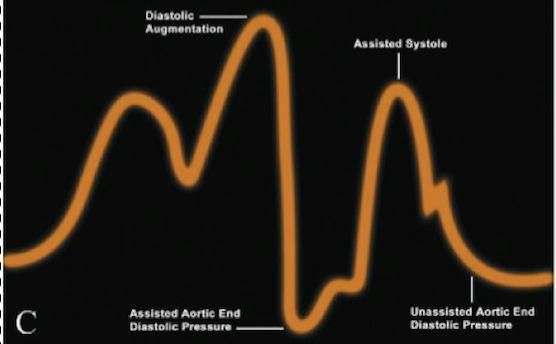 Diastolic
Augmentation
Assisted Systole
Assisted Aortic End
Diastolic Pressure
Unassisted Aortic End
Diastolic Pressure
C